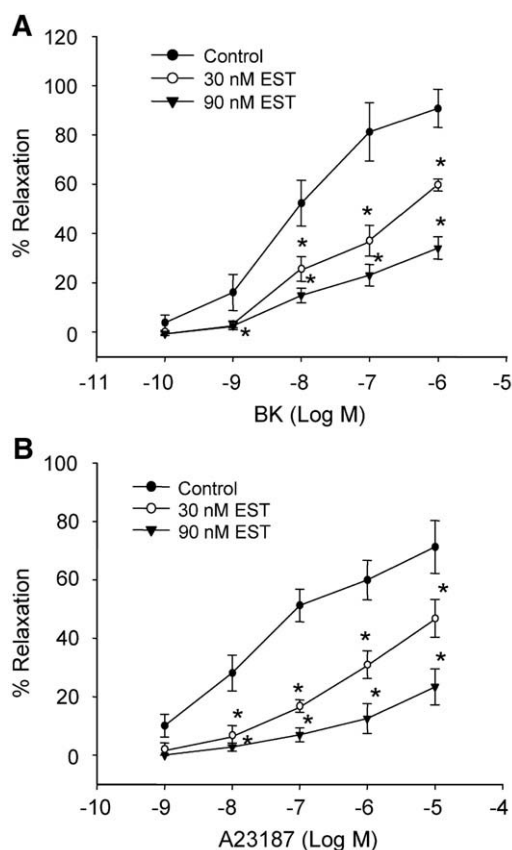 A
120
100
80
60
40
20
0
% Relaxation
Control
30 nM EST
90 nM EST
*
*
*
*
*
*
*
-11 -10 -9 -8 -7 -6 -5
BK (Log M)
B
100
80
60
40
20
0
% Relaxation
Control
30 nM EST
90 nM EST
*
*
*
*
*
*
*
*
-10 -9 -8 -7 -6 -5 -4
A23187 (Log M)